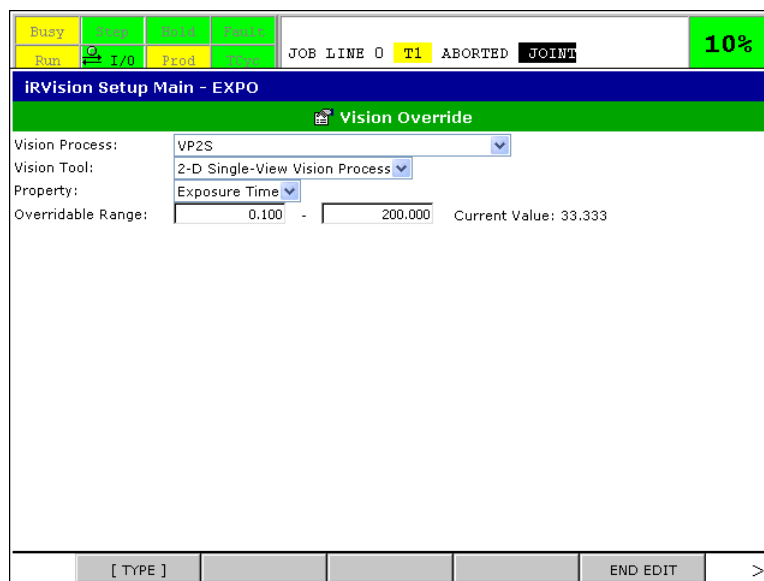 Busy Step Hold Fault
Run I/O Prod TCyc
JOB LINE 0 T1 ABORTED JOINT
10%
iRVision Setup Main - EXPO
Vision Override
Vision Process: VP2S
Vision Tool: 2-D Single-View Vision Process
Property: Exposure Time
Overridable Range: 0.100 - 200.000 Current Value: 33.333
[ TYPE ] END EDIT >